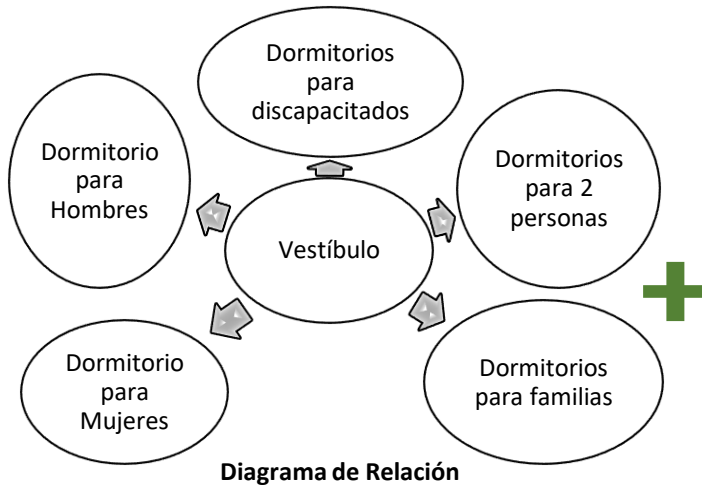 Dormitorios
para
discapacitados
Dormitorio
para
Hombres
Dormitorios
para 2
personas
Vestíbulo
Dormitorio
para
Mujeres
Dormitorios
para familias
Diagrama de Relación